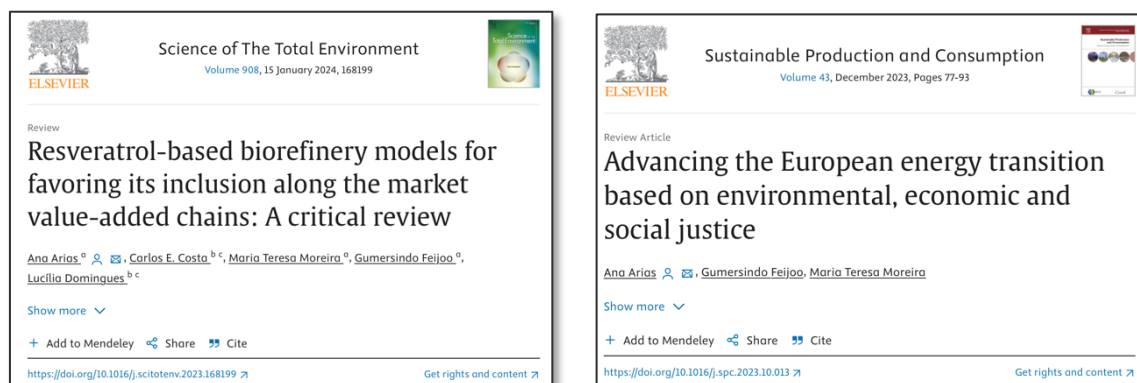 Science of The Total Environment
Volume 908, 15 January 2024, 168199
ELSEVIER
Review
Resveratrol-based biorefinery models for
favoring its inclusion along the market
value-added chains: A critical review
Ana Arias a, Carlos E. Costa b c, Maria Teresa Moreira a, Gumersindo Feijoo a,
Lucília Domingues b c
Show more
+ Add to Mendeley Share Cite
https://doi.org/10.1016/j.scitotenv.2023.168199 Get rights and content
Sustainable Production and Consumption
Volume 43, December 2023, Pages 77-93
ELSEVIER
Review Article
Advancing the European energy transition
based on environmental, economic and
social justice
Ana Arias, Gumersindo Feijoo, Maria Teresa Moreira
Show more
+ Add to Mendeley Share Cite
https://doi.org/10.1016/j.spc.2023.10.013 Get rights and content